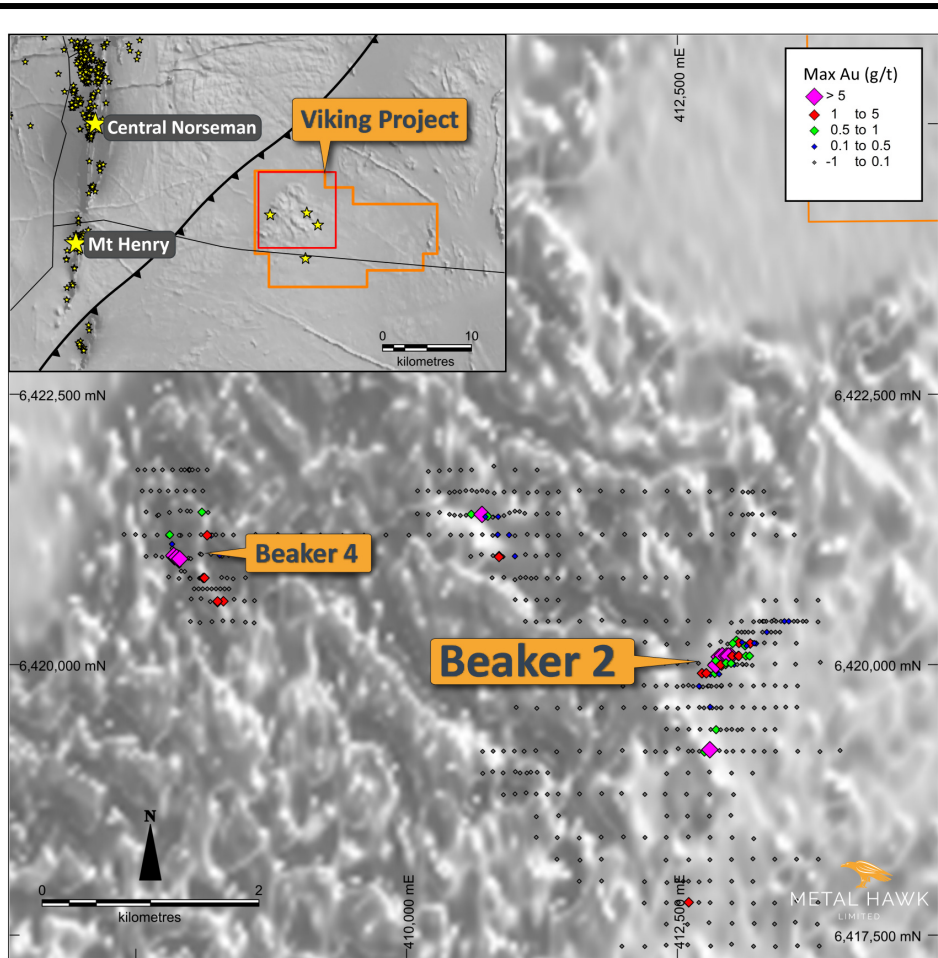 Central Norseman
Viking Project
Mt Henry
0 10
kilometres
412,500 mE
Max Au (g/t)
> 5
1 to 5
0.5 to 1
0.1 to 0.5
-1 to 0.1
6,422,500 mN
6,422,500 mN
Beaker 4
Beaker 2
6,420,000 mN
6,420,000 mN
N
0 2
kilometres
410,000 mE
412,500 mE
METAL HAWK
LIMITED
6,417,500 mN